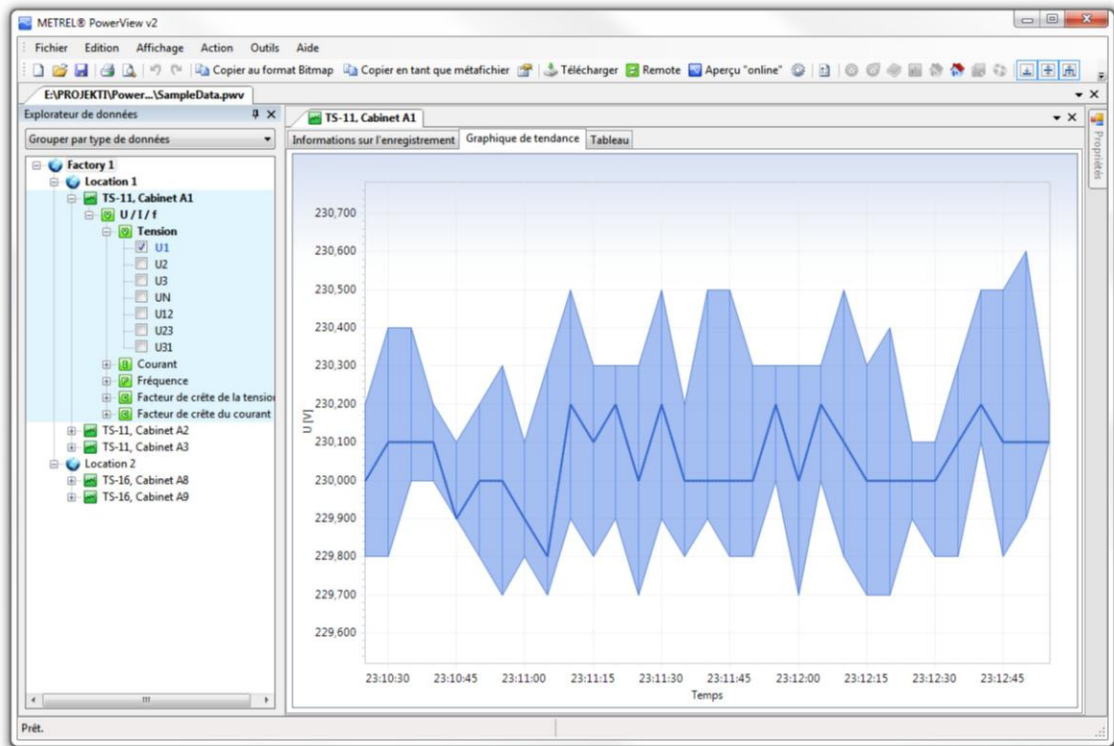 METREL® PowerView v2
Fichier Edition Affichage Action Outils Aide
Copier au format Bitmap Copier en tant que métafichier Télécharger Remote Aperçu "online"
E:\PROJEKTI\Power...\SampleData.pwv
Explorateur de données
Grouper par type de données
Factory 1
Location 1
TS-11, Cabinet A1
U / I / f
Tension
U1
U2
U3
UN
U12
U23
U31
Courant
Fréquence
Facteur de crête de la tensio
Facteur de crête du courant
TS-11, Cabinet A2
TS-11, Cabinet A3
Location 2
TS-16, Cabinet A8
TS-16, Cabinet A9
TS-11, Cabinet A1
Informations sur l'enregistrement Graphique de tendance Tableau
U [V]
230,700
230,600
230,500
230,400
230,300
230,200
230,100
230,000
229,900
229,800
229,700
229,600
23:10:30 23:10:45 23:11:00 23:11:15 23:11:30 23:11:45 23:12:00 23:12:15 23:12:30 23:12:45
Temps
Propriétés
Prêt.